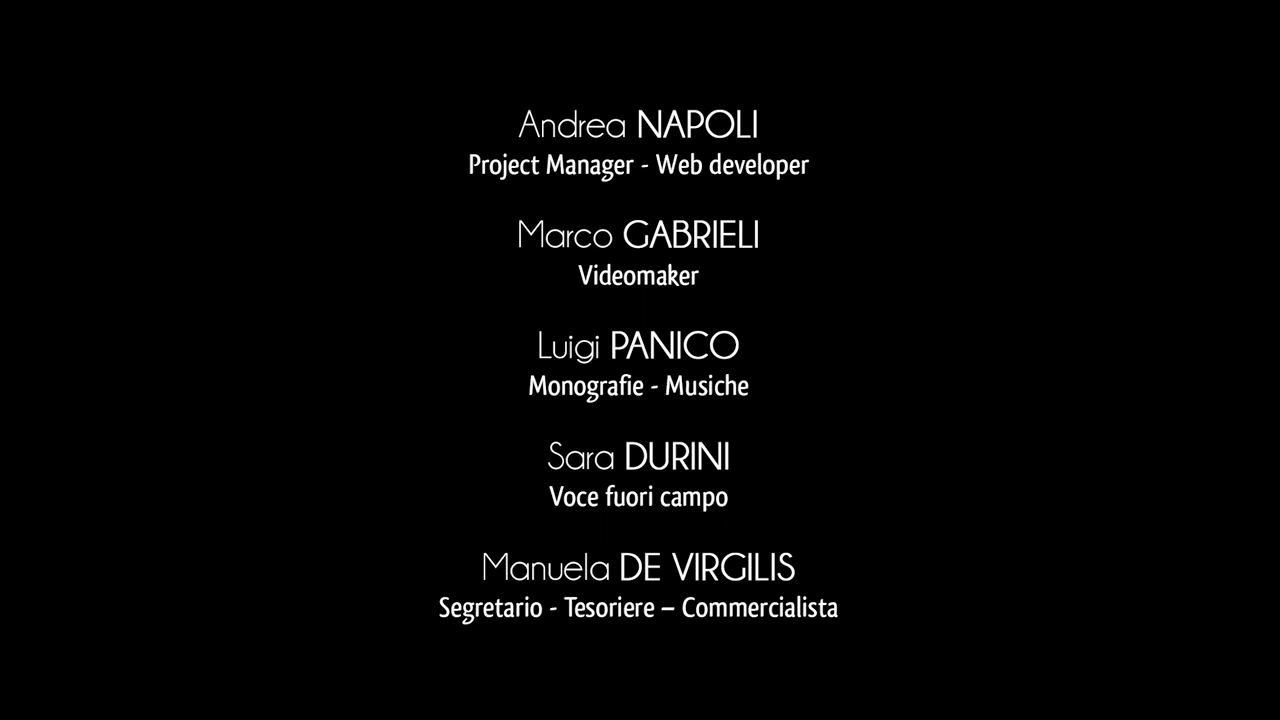 Andrea NAPOLI
Project Manager - Web developer
Marco GABRIELI
Videomaker
Luigi PANICO
Monografie - Musiche
Sara DURINI
Voce fuori campo
Manuela DE VIRGILIS
Segretario - Tesoriere – Commercialista